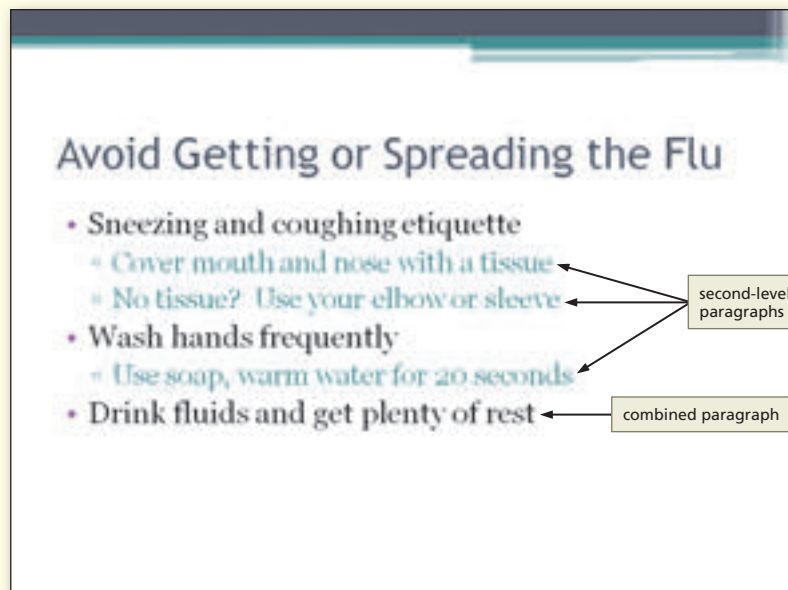 Avoid Getting or Spreading the Flu
• Sneezing and coughing etiquette
▫ Cover mouth and nose with a tissue
▫ No tissue? Use your elbow or sleeve
• Wash hands frequently
▫ Use soap, warm water for 20 seconds
• Drink fluids and get plenty of rest
second-level
paragraphs
combined paragraph